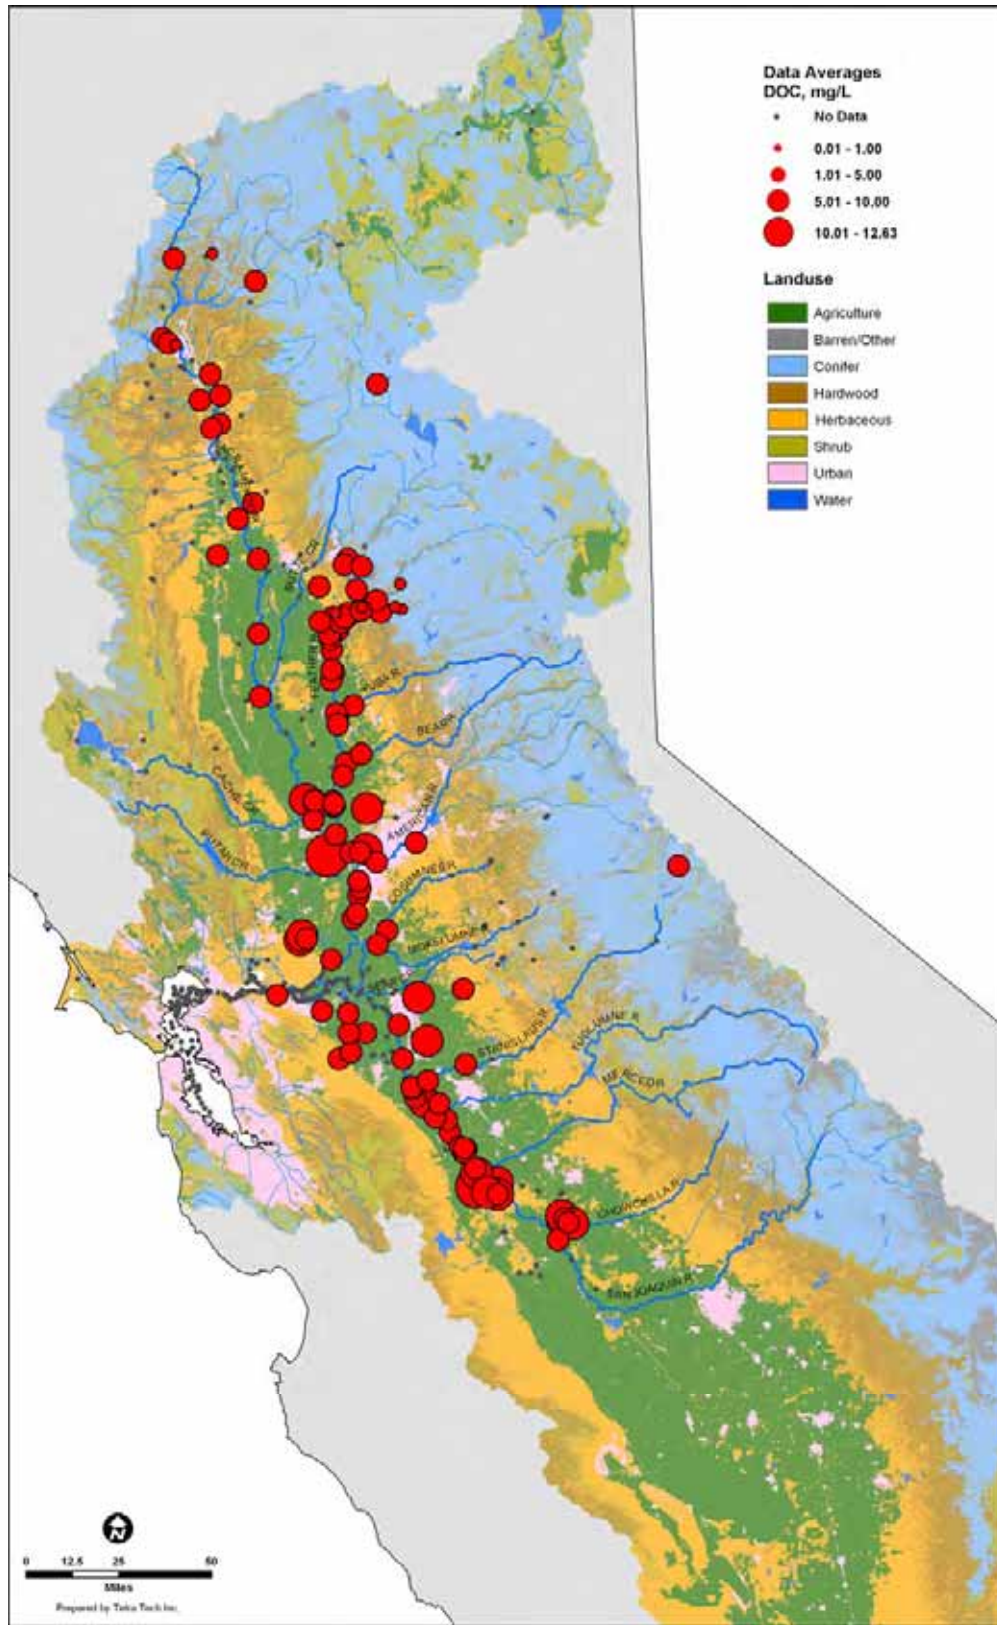 Data Averages
DOC, mg/L
No Data
0.01 - 1.00
1.01 - 5.00
5.01 - 10.00
10.01 - 12.63
Landuse
Agriculture
Barren/Other
Conifer
Hardwood
Herbaceous
Shrub
Urban
Water
FEATHER R
YUBA R
BEAR R
CACHE CR
AMERICAN R
PUTAH CR
STANISLAUS R
TUOLUMNE R
MERCED R
CHOWCHILLA R
SAN JOAQUIN R
N
0 12.5 25 50
Miles
Prepared by Tetra Tech Inc.